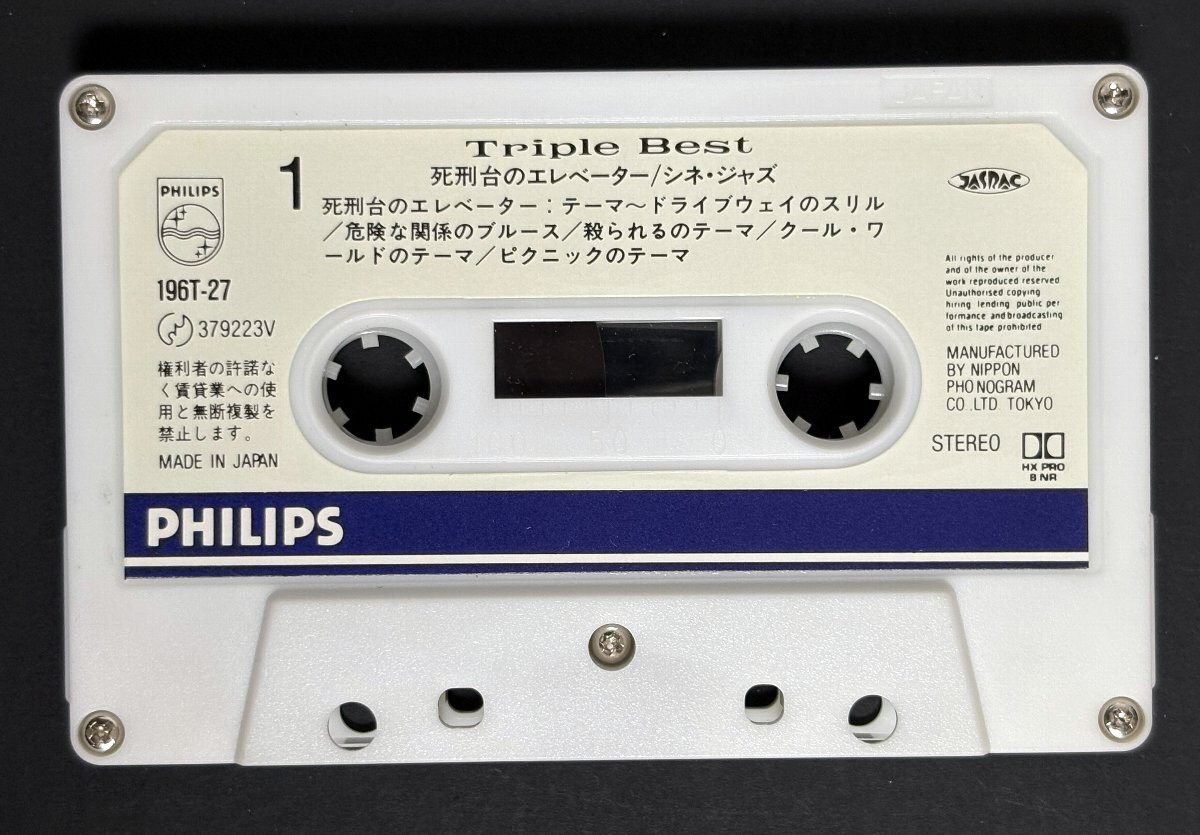 JAPAN
Triple Best
死刑台のエレベーター/シネ・ジャズ
1
死刑台のエレベーター：テーマ～ドライブウェイのスリル
／危険な関係のブルース／殺られるのテーマ／クール・ワ
ールドのテーマ／ピクニックのテーマ
PHILIPS
196T-27
379223V
権利者の許諾な
く賃貸業への使
用と無断複製を
禁止します。
MADE IN JAPAN
JASRAC
All rights of the producer
and of the owner of the
work reproduced reserved
Unauthorised copying
hiring lending public per
formance and broadcasting
of this tape prohibited
MANUFACTURED
BY NIPPON
PHONOGRAM
CO.,LTD. TOKYO
STEREO
HX PRO
B NR
PHILIPS